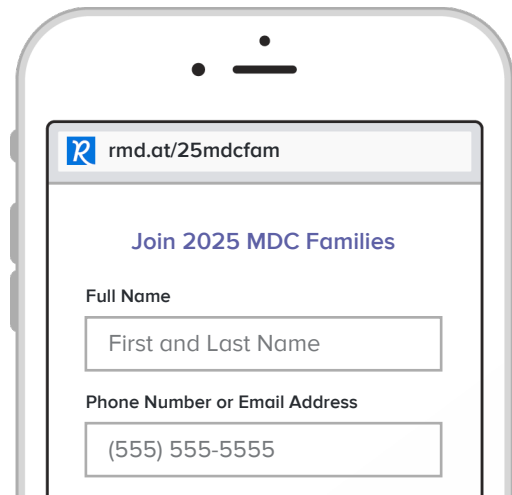 rmd.at/25mdcfam
Join 2025 MDC Families
Full Name
First and Last Name
Phone Number or Email Address
(555) 555-5555